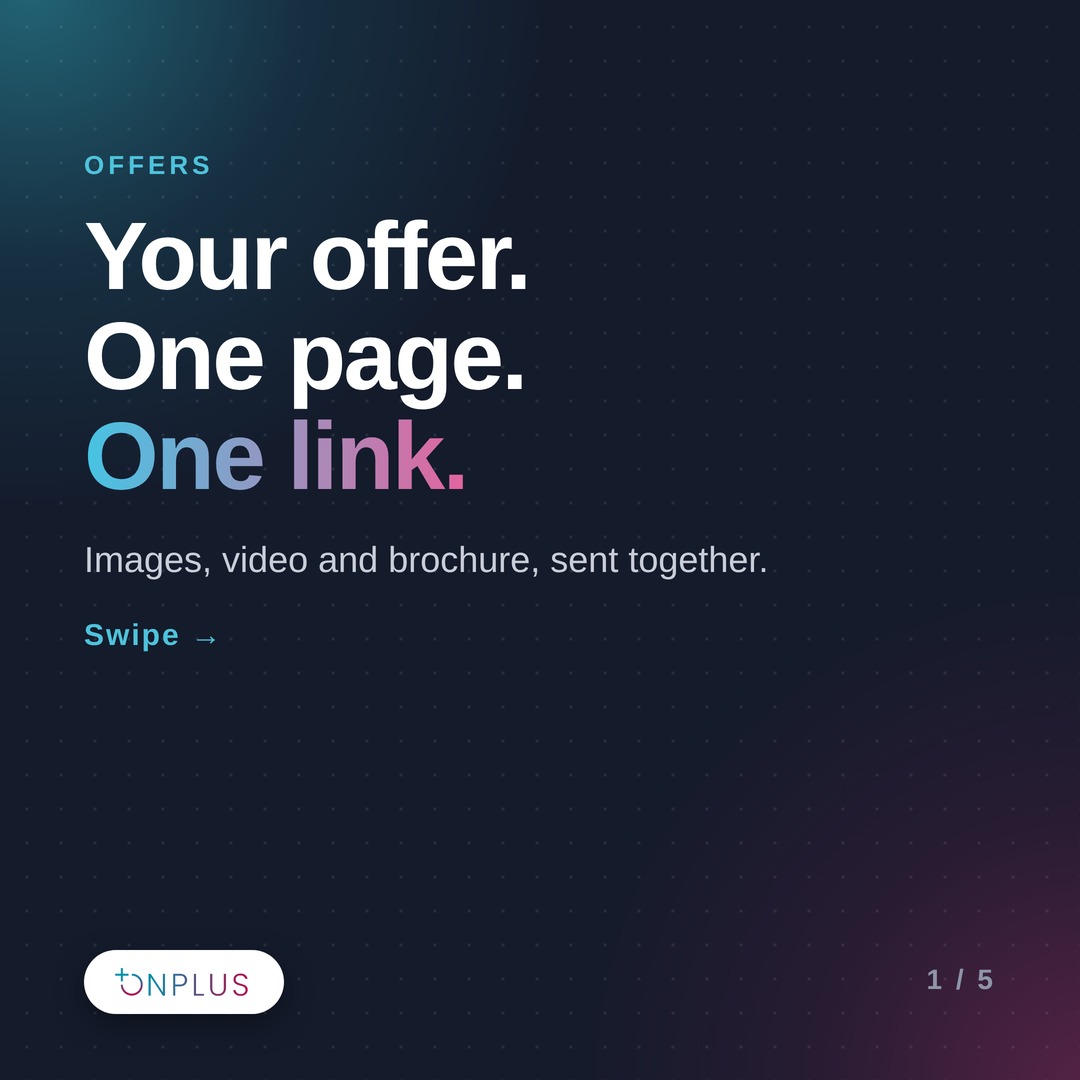 OFFERS
Your offer.
One page.
One link.
Images, video and brochure, sent together.
Swipe →
ONPLUS
1 / 5